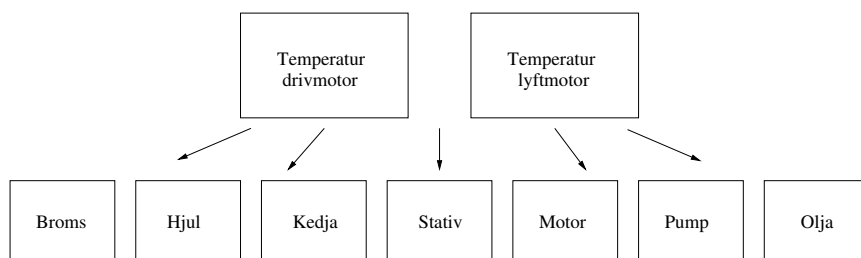 Temperatur
drivmotor
Temperatur
lyftmotor
Broms
Hjul
Kedja
Stativ
Motor
Pump
Olja